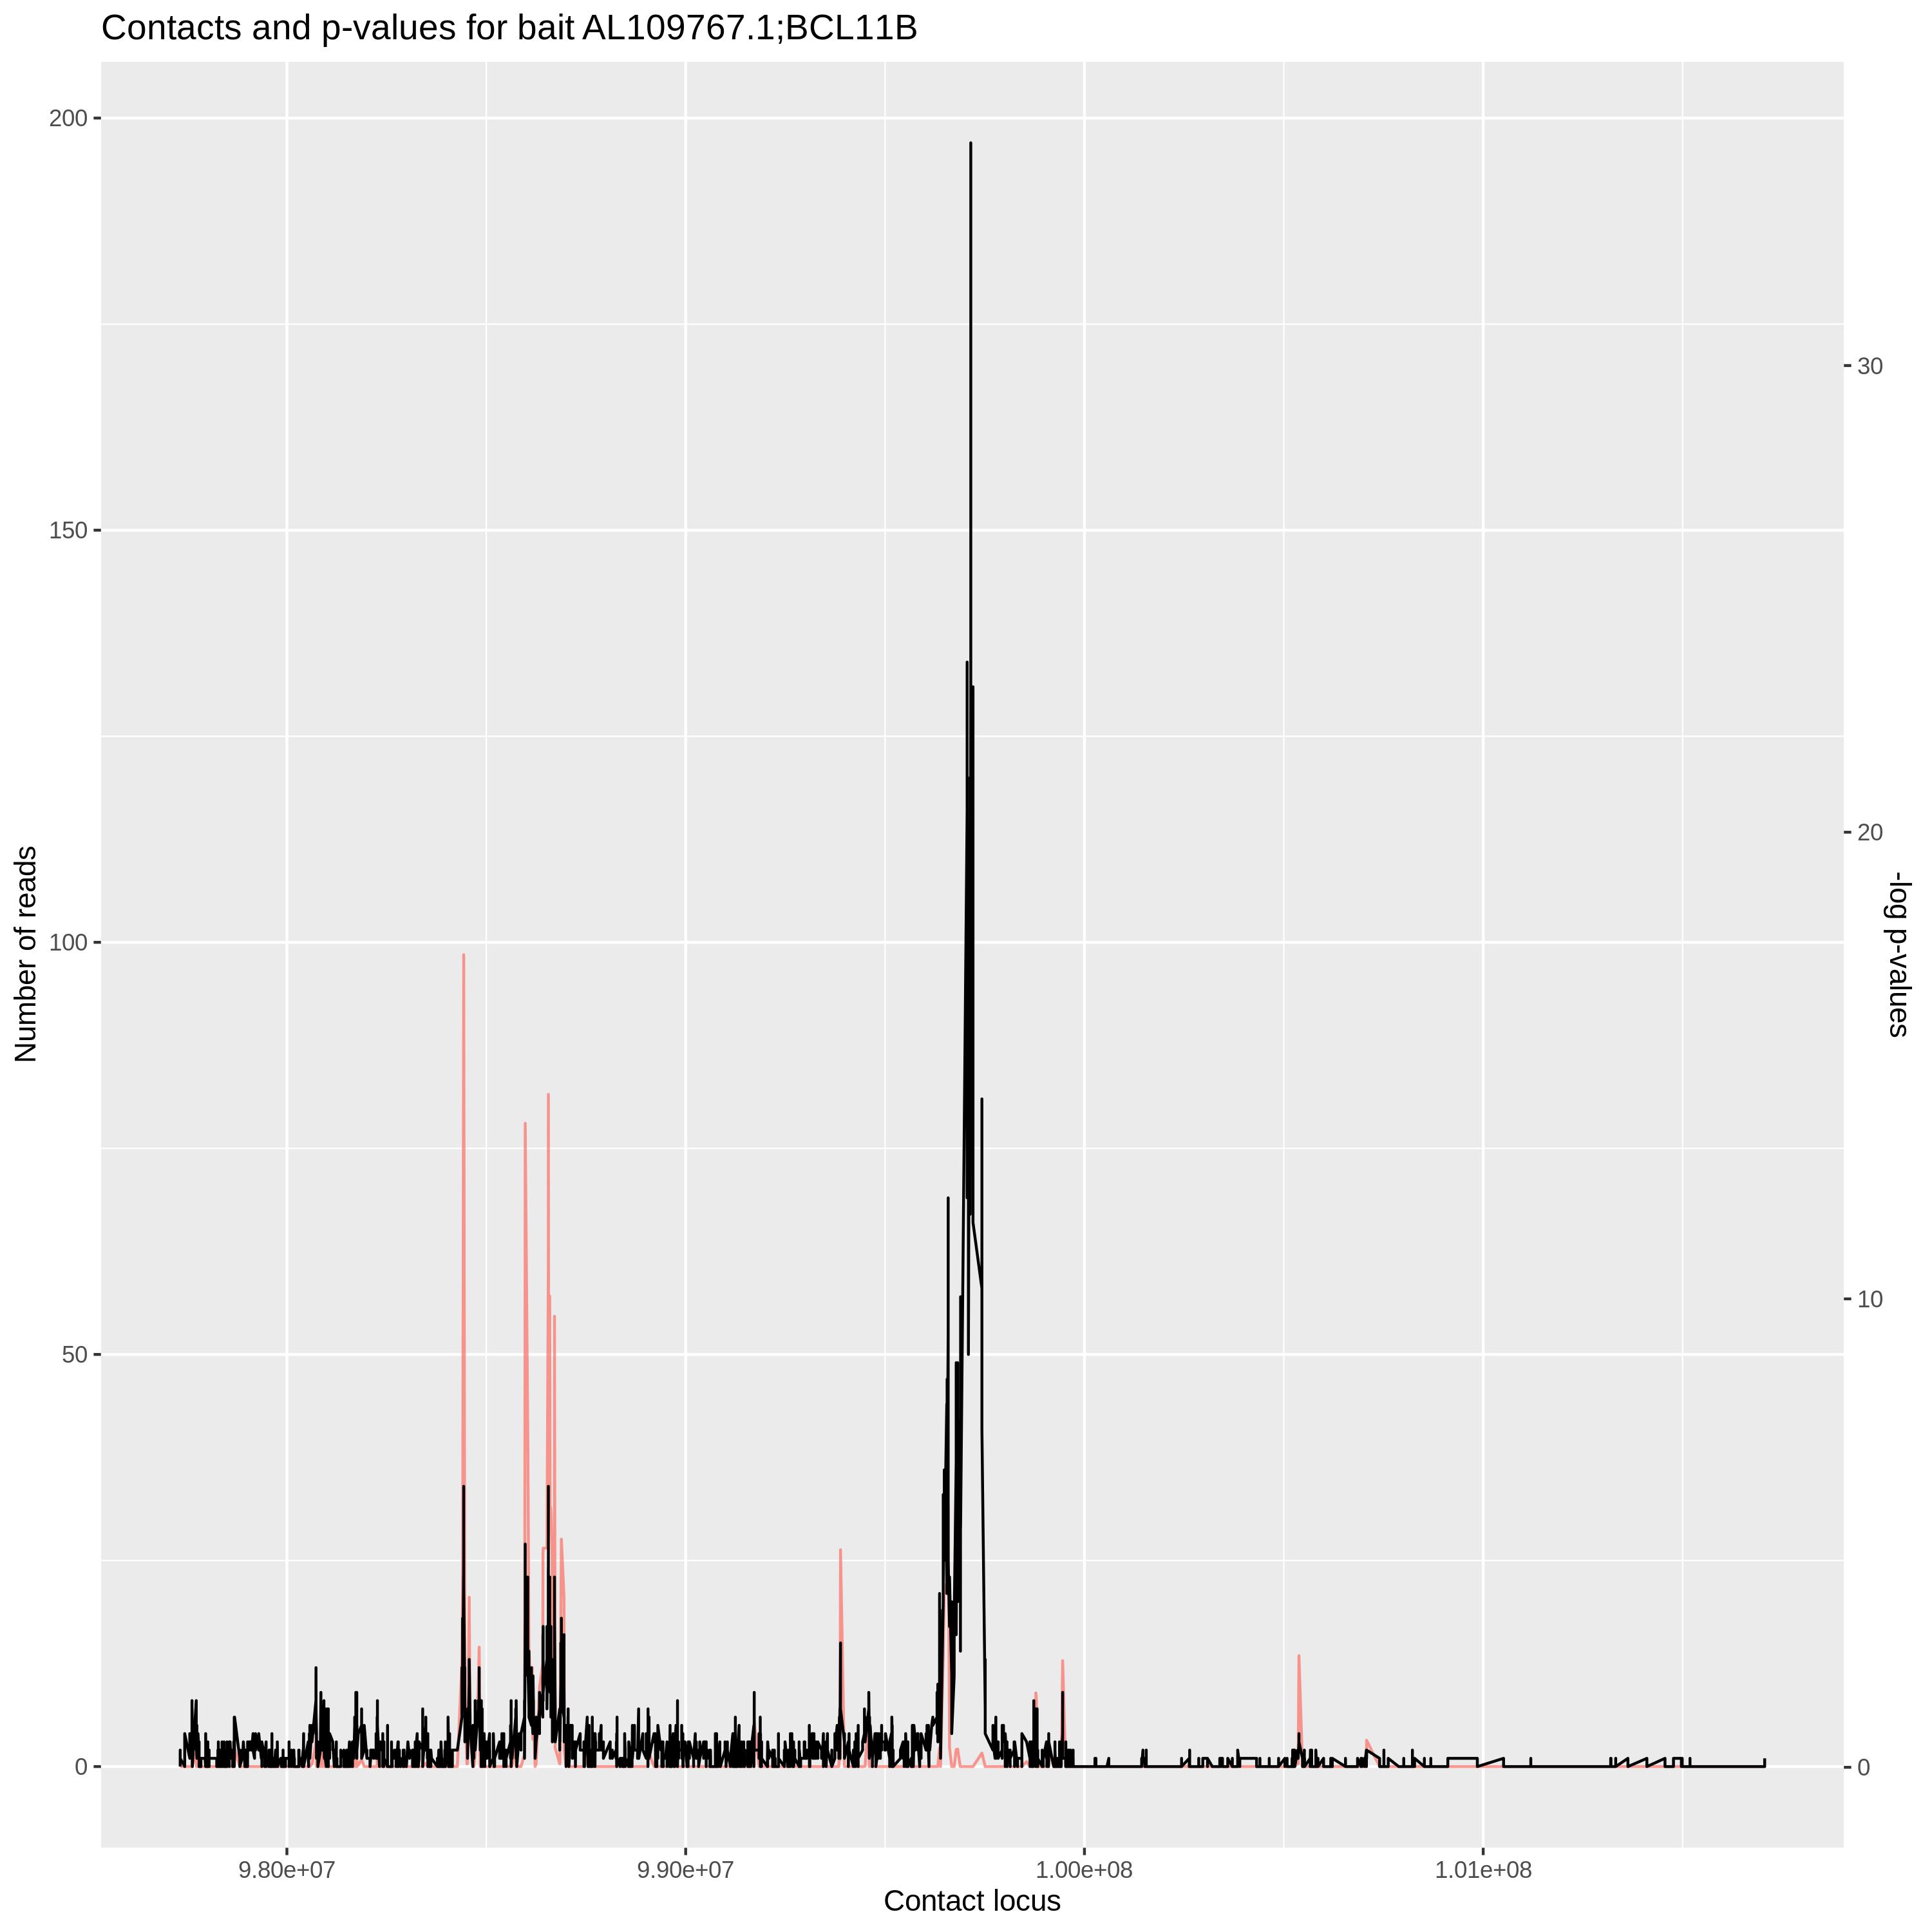 Contacts and p-values for bait AL109767.1;BCL11B
200
150
100
50
0
Number of reads
30
20
10
0
-log p-values
9.80e+07
9.90e+07
1.00e+08
1.01e+08
Contact locus